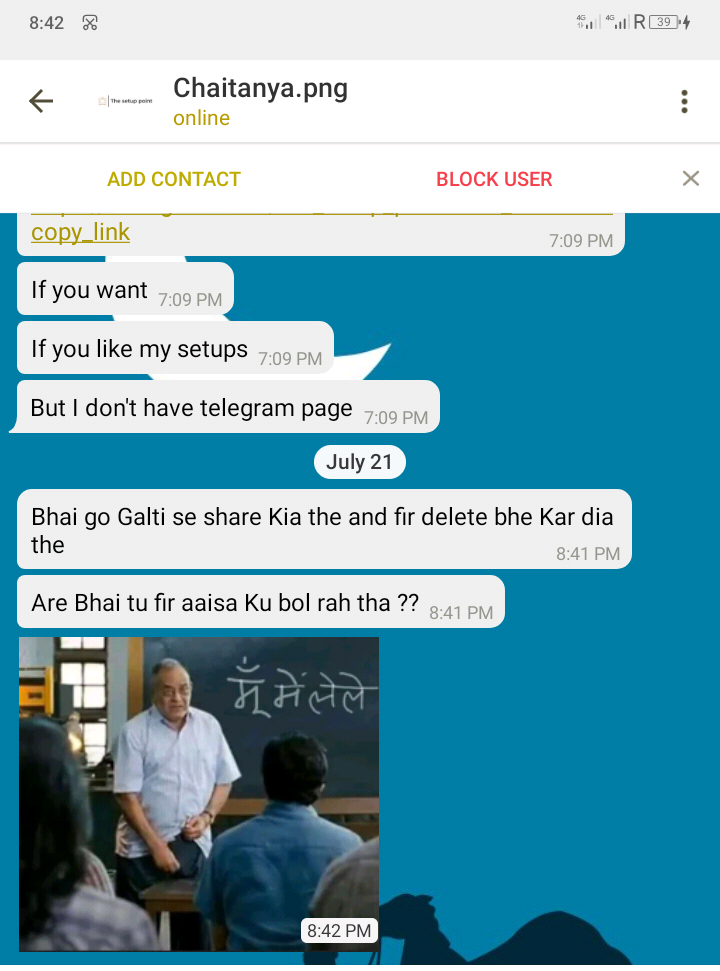 8:42
4G 4G R 39
The setup point
Chaitanya.png
online
ADD CONTACT BLOCK USER
copy_link
7:09 PM
If you want 7:09 PM
If you like my setups 7:09 PM
But I don't have telegram page 7:09 PM
July 21
Bhai go Galti se share Kia the and fir delete bhe Kar dia
the
8:41 PM
Are Bhai tu fir aaisa Ku bol rah tha ?? 8:41 PM
मूँ में लेले
8:42 PM